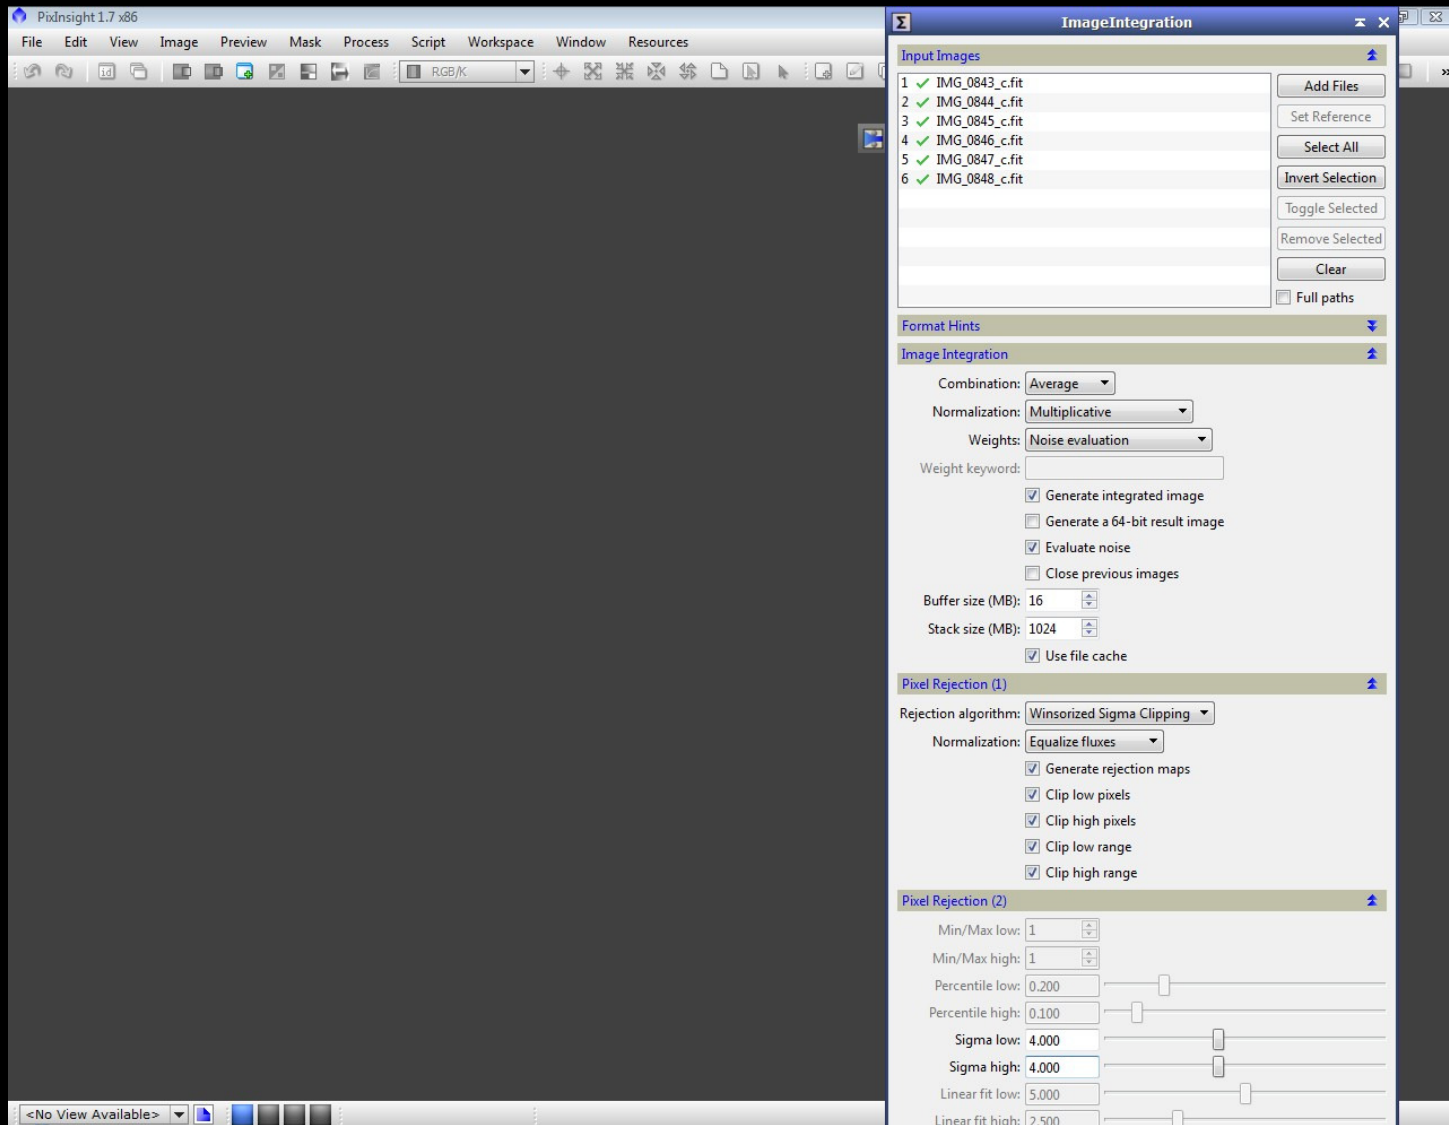 PixInsight 1.7 x86
File Edit View Image Preview Mask Process Script Workspace Window Resources
RGB/K
ImageIntegration
Input Images
1 IMG_0843_c.fit
2 IMG_0844_c.fit
3 IMG_0845_c.fit
4 IMG_0846_c.fit
5 IMG_0847_c.fit
6 IMG_0848_c.fit
Add Files
Set Reference
Select All
Invert Selection
Toggle Selected
Remove Selected
Clear
Full paths
Format Hints
Image Integration
Combination: Average
Normalization: Multiplicative
Weights: Noise evaluation
Weight keyword:
Generate integrated image
Generate a 64-bit result image
Evaluate noise
Close previous images
Buffer size (MB): 16
Stack size (MB): 1024
Use file cache
Pixel Rejection (1)
Rejection algorithm: Winsorized Sigma Clipping
Normalization: Equalize fluxes
Generate rejection maps
Clip low pixels
Clip high pixels
Clip low range
Clip high range
Pixel Rejection (2)
Min/Max low: 1
Min/Max high: 1
Percentile low: 0.200
Percentile high: 0.100
Sigma low: 4.000
Sigma high: 4.000
Linear fit low: 5.000
Linear fit high: 2.500
<No View Available>